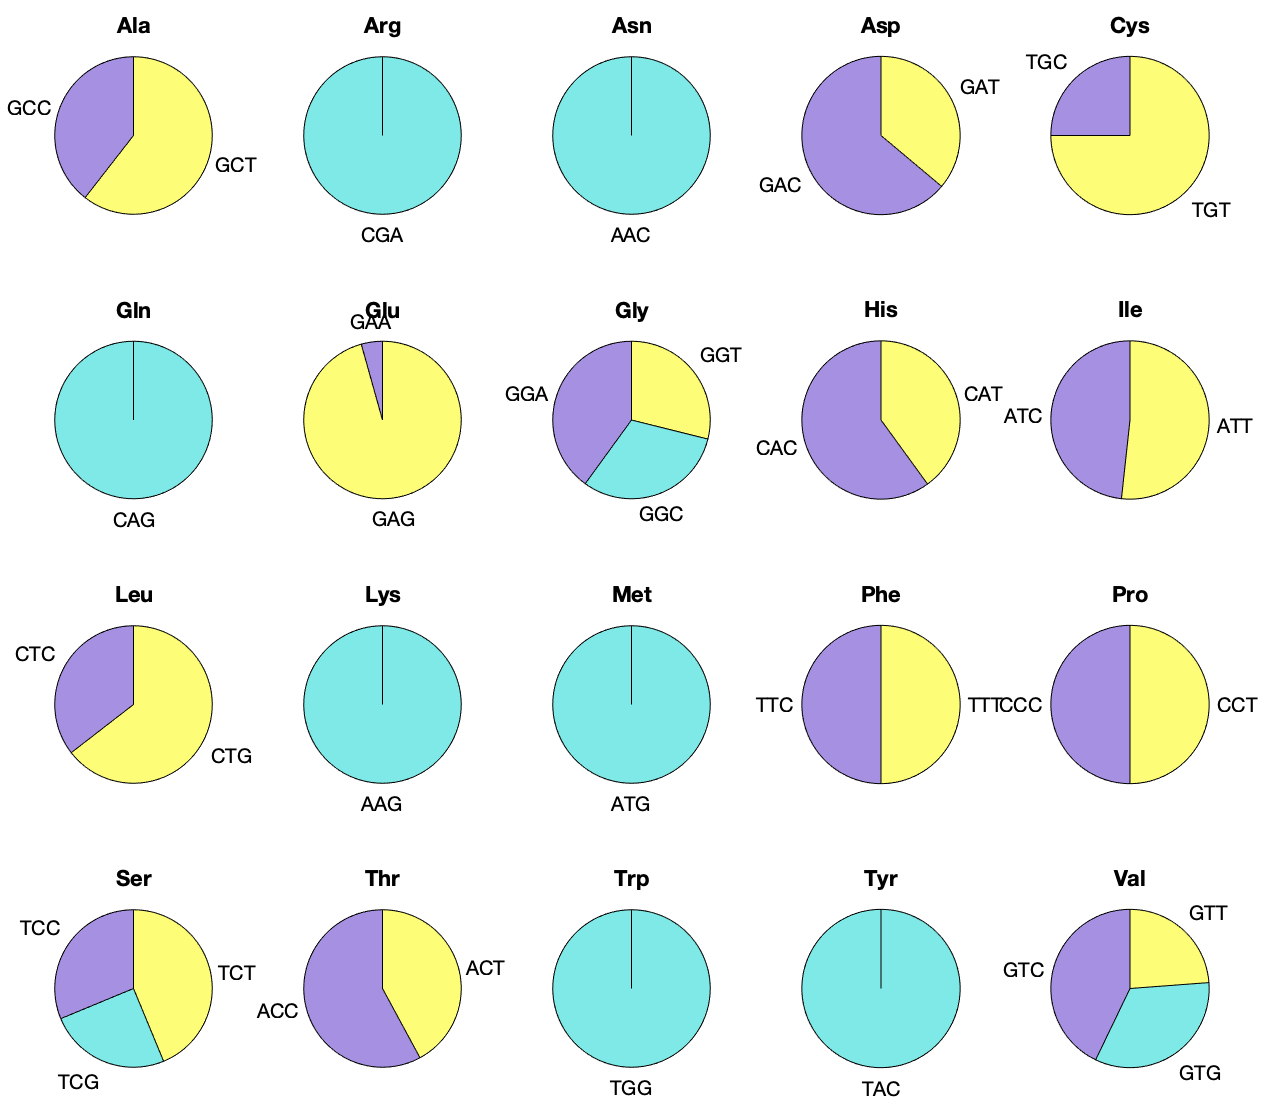 Ala
Arg
Asn
Asp
Cys
GCC
GCT
CGA
AAC
GAT
GAC
TGC
TGT
Gln
Glu
Gly
His
Ile
CAG
GAA
GAG
GGT
GGA
GGC
CAT
CAC
ATC
ATT
Leu
Lys
Met
Phe
Pro
CTC
CTG
AAG
ATG
TTC
TTT
CCC
CCT
Ser
Thr
Trp
Tyr
Val
TCC
TCT
TCG
ACT
ACC
TGG
TAC
GTT
GTC
GTG